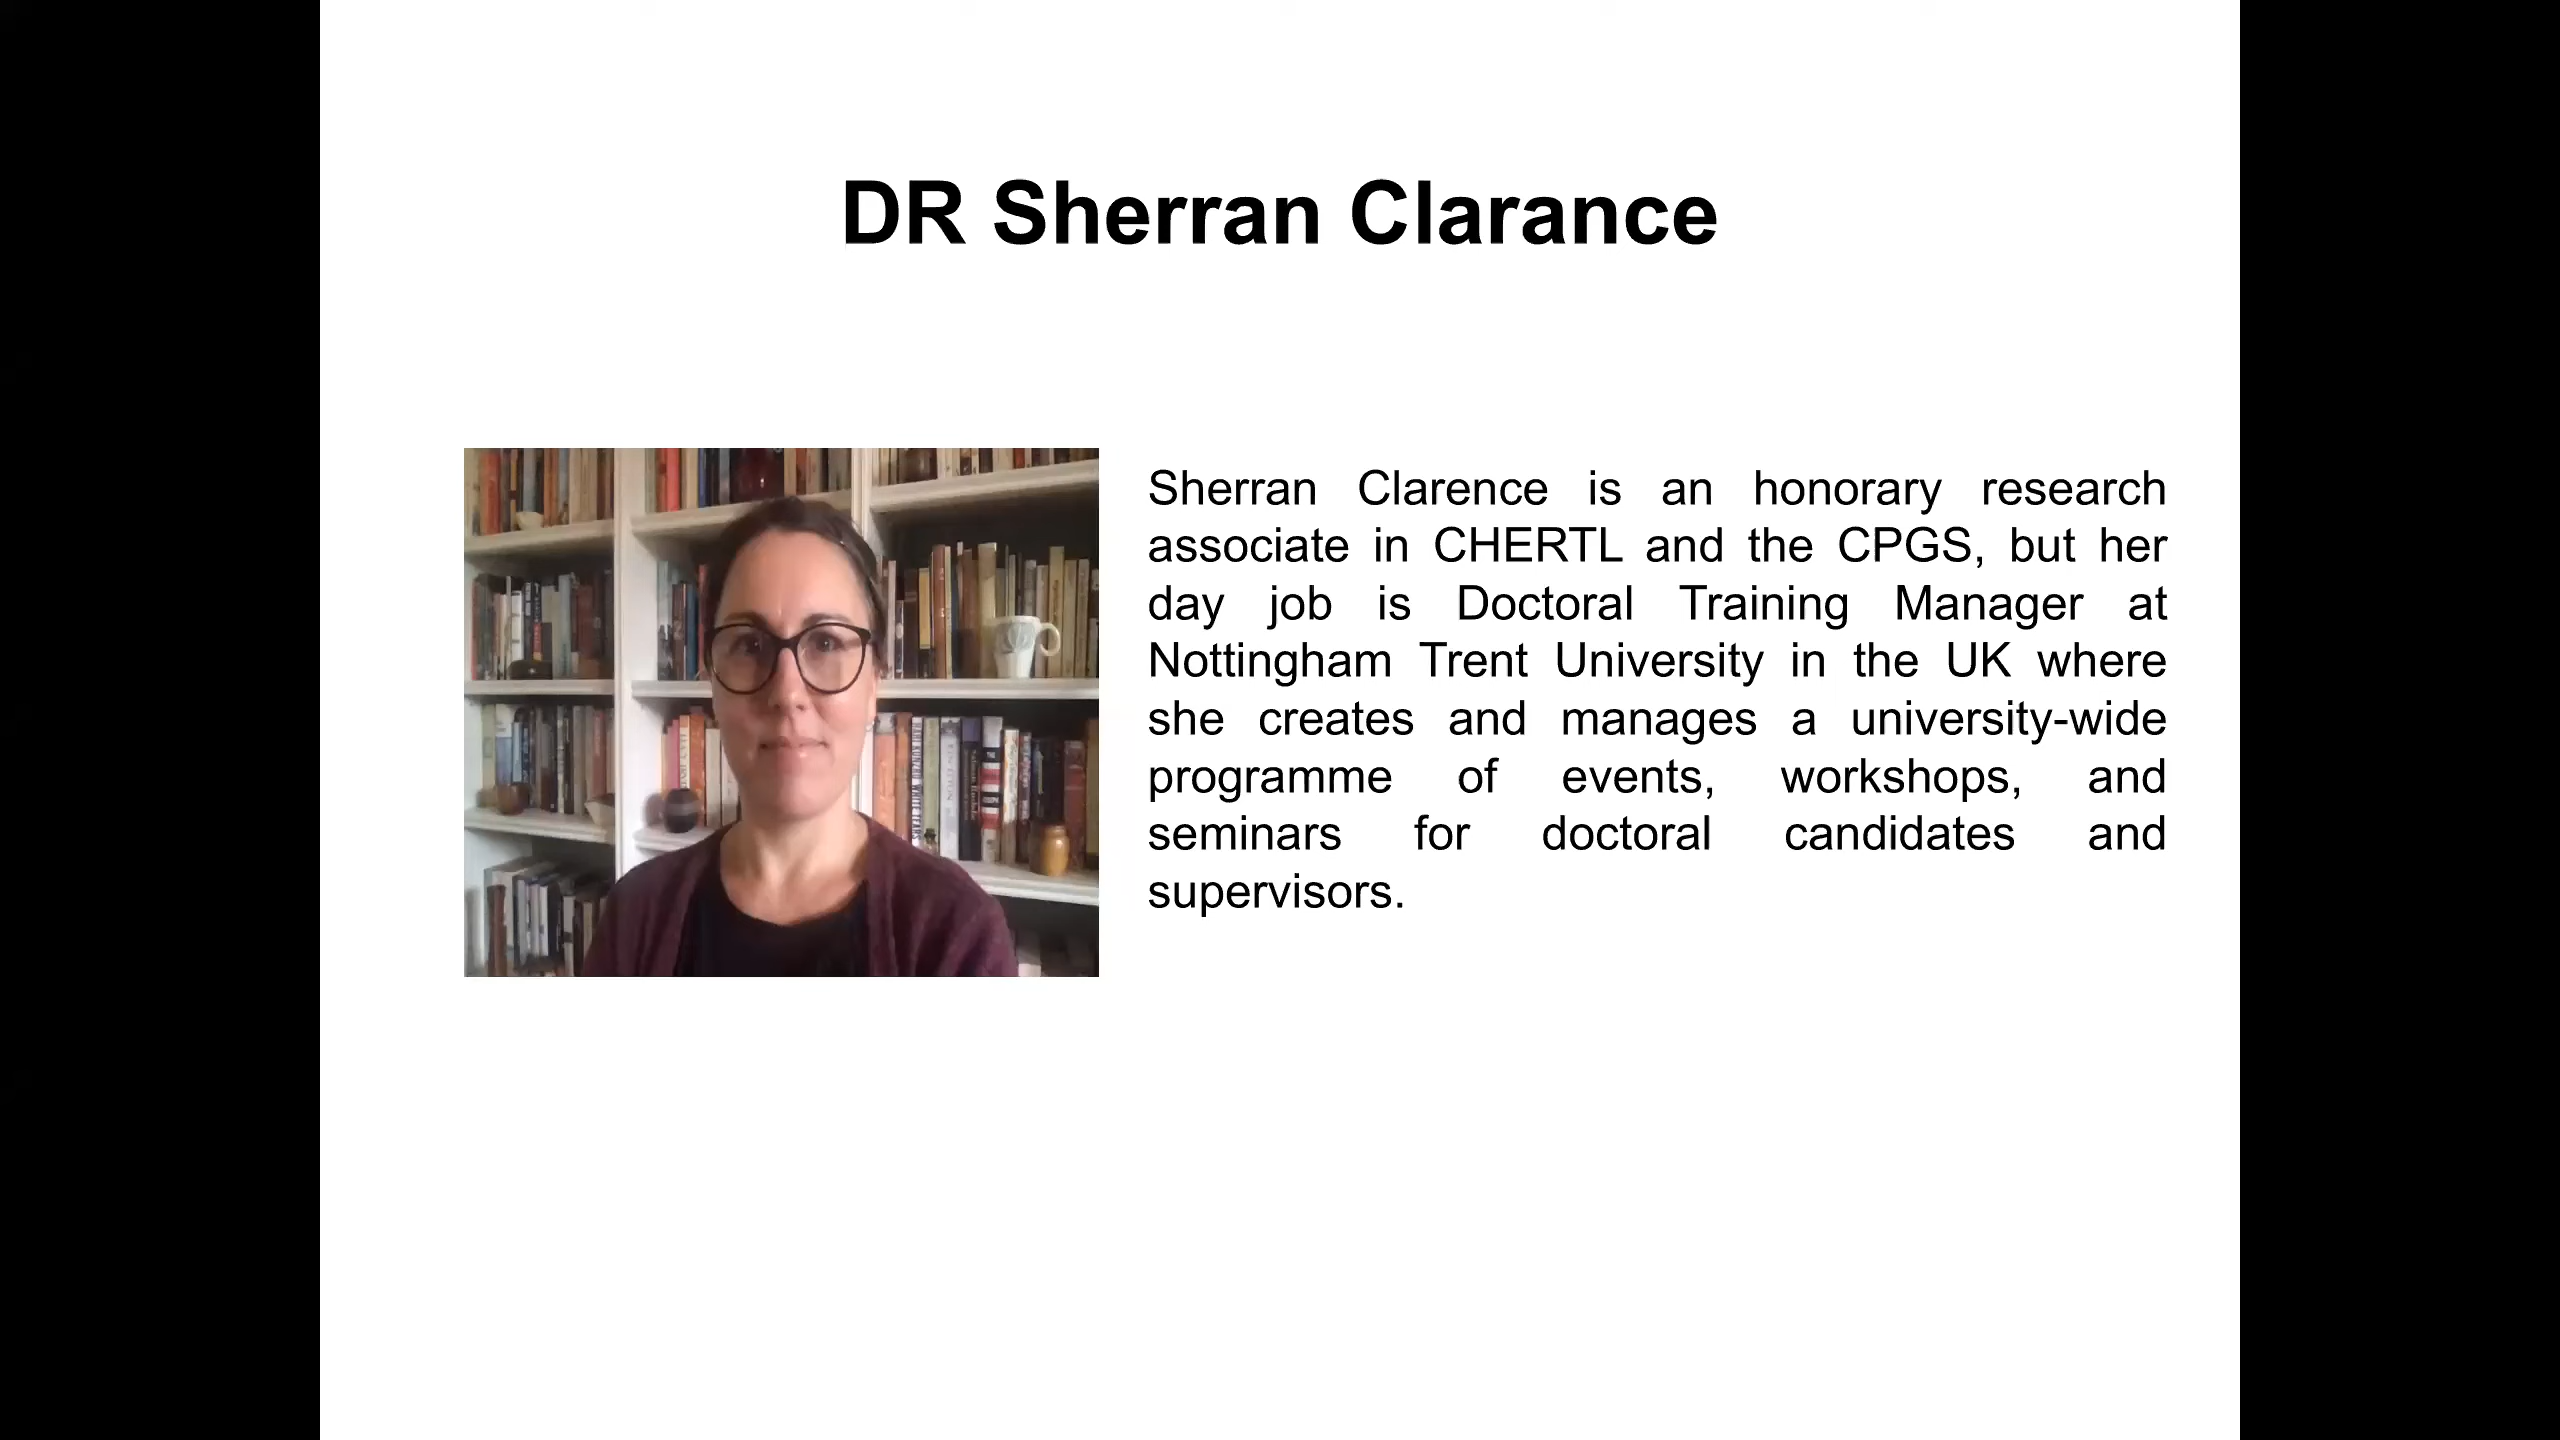 DR Sherran Clarance
Sherran Clarence is an honorary research
associate in CHERTL and the CPGS, but her
day job is Doctoral Training Manager at
Nottingham Trent University in the UK where
she creates and manages a university-wide
programme of events, workshops, and
seminars for doctoral candidates and
supervisors.
WHITE TEARS